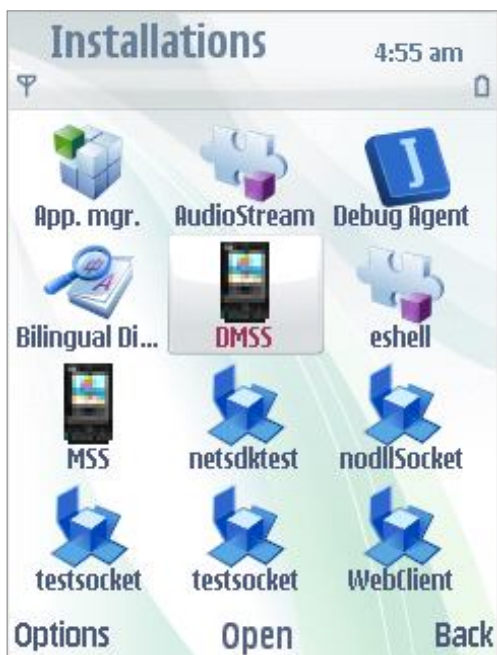 Installations
4:55 am
App. mgr.
AudioStream
Debug Agent
Bilingual Di...
DMSS
eshell
MSS
netsdktest
nodllSocket
testsocket
testsocket
WebClient
Options
Open
Back